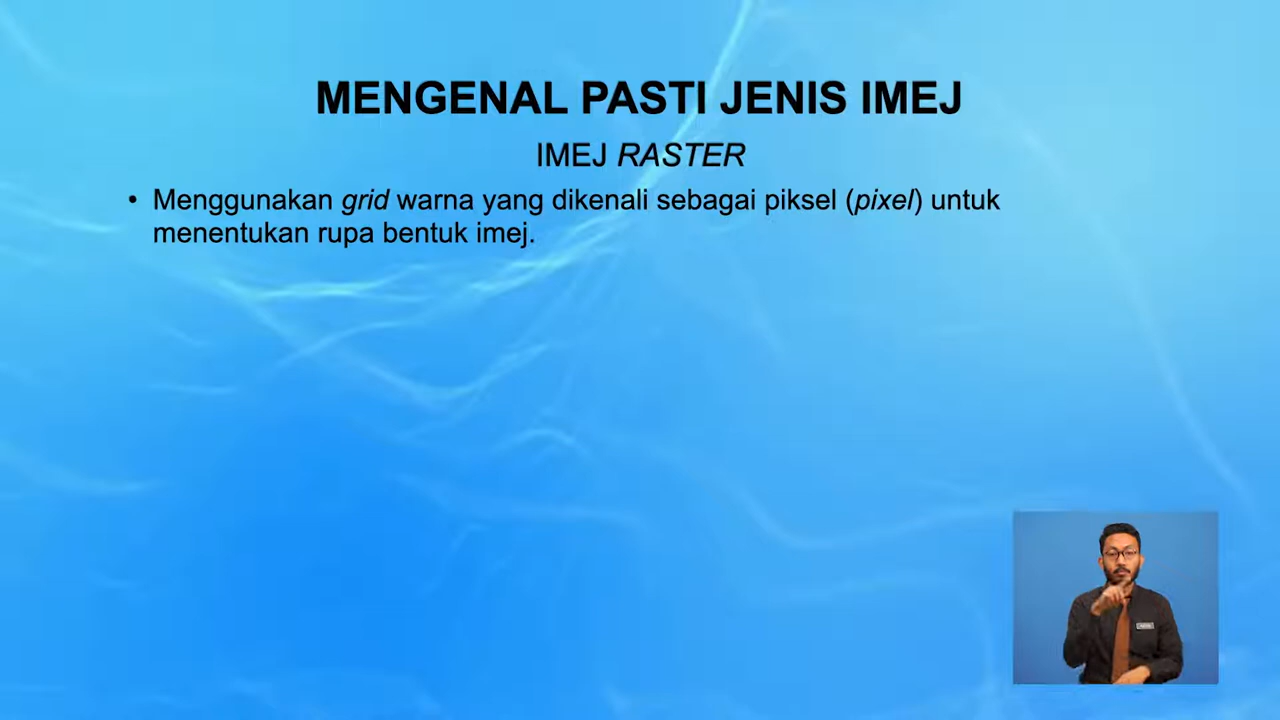 MENGENAL PASTI JENIS IMEJ
IMEJ RASTER
• Menggunakan grid warna yang dikenali sebagai piksel (pixel) untuk
menentukan rupa bentuk imej.